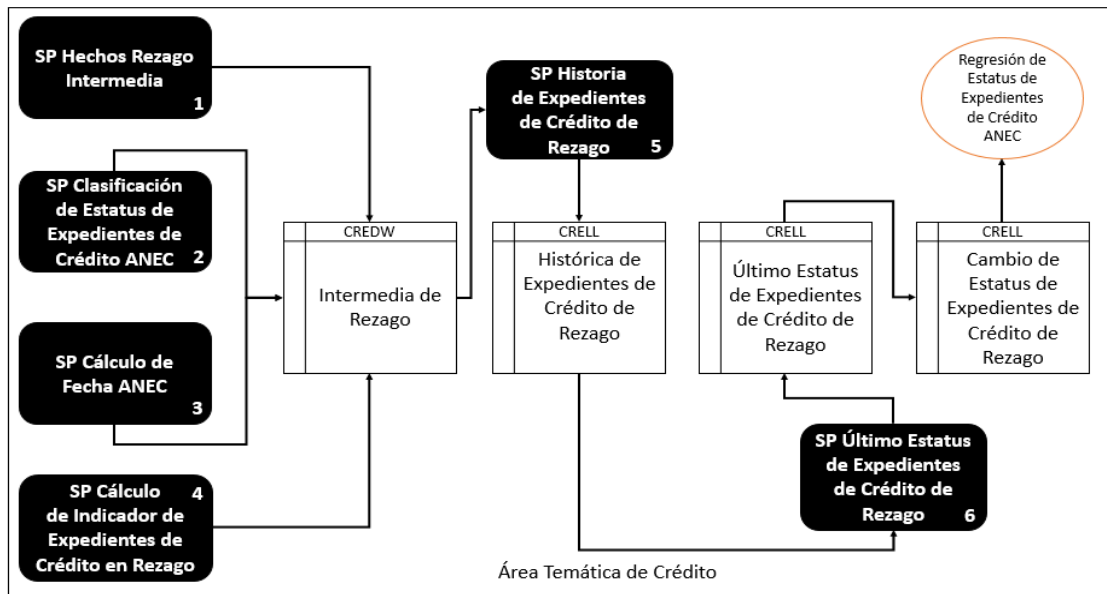 SP Hechos Rezago
Intermedia
1
SP Clasificación
de Estatus de
Expedientes de
Crédito ANEC
2
SP Cálculo de
Fecha ANEC
3
SP Cálculo
4
de Indicador de
Expedientes de
Crédito en Rezago
CREDW
Intermedia de
Rezago
SP Historia
de Expedientes
de Crédito de
Rezago
5
CRELL
Histórica de
Expedientes de
Crédito de
Rezago
CRELL
Último Estatus
de Expedientes
de Crédito de
Rezago
SP Último Estatus
de Expedientes
de Crédito de
Rezago
6
CRELL
Cambio de
Estatus de
Expedientes de
Crédito de
Rezago
Regresión de
Estatus de
Expedientes
de Crédito
ANEC
Área Temática de Crédito